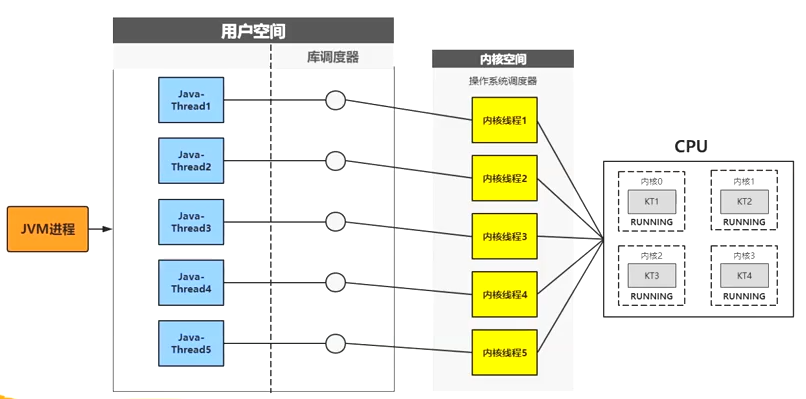 用户空间
库调度器
内核空间
操作系统调度器
Java-
Thread1
Java-
Thread2
Java-
Thread3
Java-
Thread4
Java-
Thread5
JVM进程
内核线程1
内核线程2
内核线程3
内核线程4
内核线程5
CPU
内核0
KT1
RUNNING
内核1
KT2
RUNNING
内核2
KT3
RUNNING
内核3
KT4
RUNNING